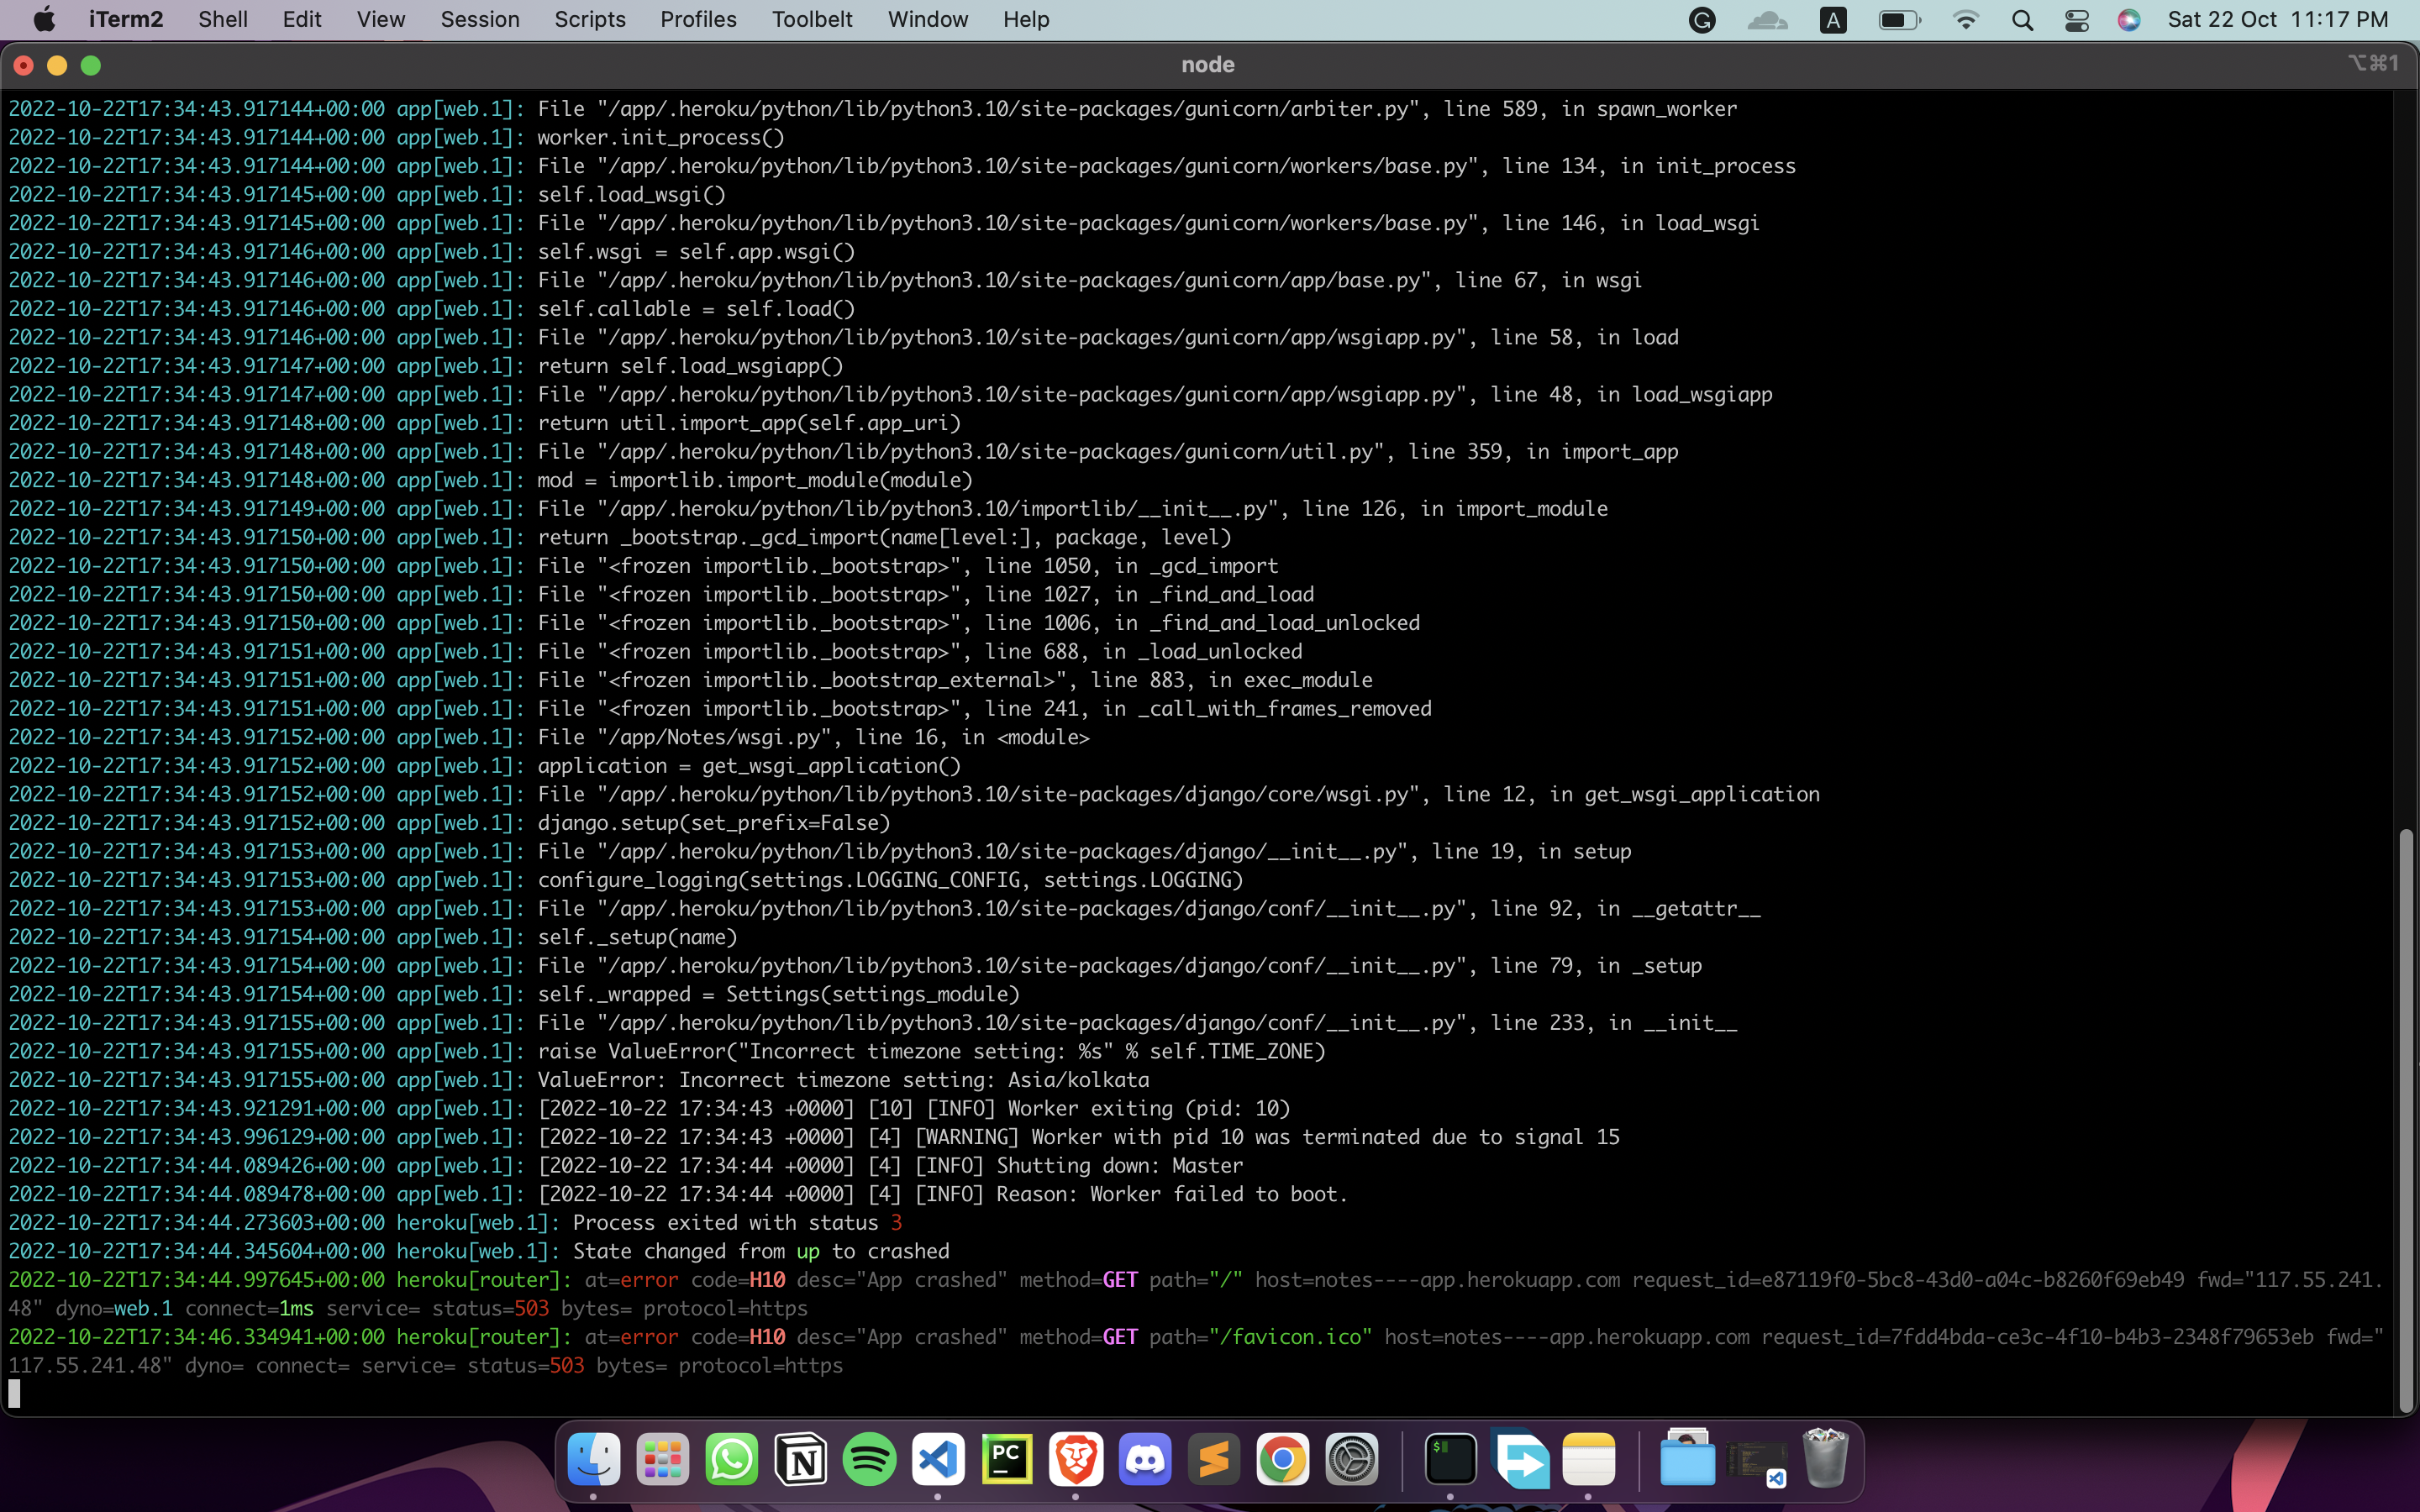 iTerm2 Shell Edit View Session Scripts Profiles Toolbelt Window Help A Sat 22 Oct 11:17 PM
node ⌥⌘1
2022-10-22T17:34:43.917144+00:00 app[web.1]: File "/app/.heroku/python/lib/python3.10/site-packages/gunicorn/arbiter.py", line 589, in spawn_worker
2022-10-22T17:34:43.917144+00:00 app[web.1]: worker.init_process()
2022-10-22T17:34:43.917144+00:00 app[web.1]: File "/app/.heroku/python/lib/python3.10/site-packages/gunicorn/workers/base.py", line 134, in init_process
2022-10-22T17:34:43.917145+00:00 app[web.1]: self.load_wsgi()
2022-10-22T17:34:43.917145+00:00 app[web.1]: File "/app/.heroku/python/lib/python3.10/site-packages/gunicorn/workers/base.py", line 146, in load_wsgi
2022-10-22T17:34:43.917146+00:00 app[web.1]: self.wsgi = self.app.wsgi()
2022-10-22T17:34:43.917146+00:00 app[web.1]: File "/app/.heroku/python/lib/python3.10/site-packages/gunicorn/app/base.py", line 67, in wsgi
2022-10-22T17:34:43.917146+00:00 app[web.1]: self.callable = self.load()
2022-10-22T17:34:43.917146+00:00 app[web.1]: File "/app/.heroku/python/lib/python3.10/site-packages/gunicorn/app/wsgiapp.py", line 58, in load
2022-10-22T17:34:43.917147+00:00 app[web.1]: return self.load_wsgiapp()
2022-10-22T17:34:43.917147+00:00 app[web.1]: File "/app/.heroku/python/lib/python3.10/site-packages/gunicorn/app/wsgiapp.py", line 48, in load_wsgiapp
2022-10-22T17:34:43.917148+00:00 app[web.1]: return util.import_app(self.app_uri)
2022-10-22T17:34:43.917148+00:00 app[web.1]: File "/app/.heroku/python/lib/python3.10/site-packages/gunicorn/util.py", line 359, in import_app
2022-10-22T17:34:43.917148+00:00 app[web.1]: mod = importlib.import_module(module)
2022-10-22T17:34:43.917149+00:00 app[web.1]: File "/app/.heroku/python/lib/python3.10/importlib/__init__.py", line 126, in import_module
2022-10-22T17:34:43.917150+00:00 app[web.1]: return _bootstrap._gcd_import(name[level:], package, level)
2022-10-22T17:34:43.917150+00:00 app[web.1]: File "<frozen importlib._bootstrap>", line 1050, in _gcd_import
2022-10-22T17:34:43.917150+00:00 app[web.1]: File "<frozen importlib._bootstrap>", line 1027, in _find_and_load
2022-10-22T17:34:43.917150+00:00 app[web.1]: File "<frozen importlib._bootstrap>", line 1006, in _find_and_load_unlocked
2022-10-22T17:34:43.917151+00:00 app[web.1]: File "<frozen importlib._bootstrap>", line 688, in _load_unlocked
2022-10-22T17:34:43.917151+00:00 app[web.1]: File "<frozen importlib._bootstrap_external>", line 883, in exec_module
2022-10-22T17:34:43.917151+00:00 app[web.1]: File "<frozen importlib._bootstrap>", line 241, in _call_with_frames_removed
2022-10-22T17:34:43.917152+00:00 app[web.1]: File "/app/Notes/wsgi.py", line 16, in <module>
2022-10-22T17:34:43.917152+00:00 app[web.1]: application = get_wsgi_application()
2022-10-22T17:34:43.917152+00:00 app[web.1]: File "/app/.heroku/python/lib/python3.10/site-packages/django/core/wsgi.py", line 12, in get_wsgi_application
2022-10-22T17:34:43.917152+00:00 app[web.1]: django.setup(set_prefix=False)
2022-10-22T17:34:43.917153+00:00 app[web.1]: File "/app/.heroku/python/lib/python3.10/site-packages/django/__init__.py", line 19, in setup
2022-10-22T17:34:43.917153+00:00 app[web.1]: configure_logging(settings.LOGGING_CONFIG, settings.LOGGING)
2022-10-22T17:34:43.917153+00:00 app[web.1]: File "/app/.heroku/python/lib/python3.10/site-packages/django/conf/__init__.py", line 92, in __getattr__
2022-10-22T17:34:43.917154+00:00 app[web.1]: self._setup(name)
2022-10-22T17:34:43.917154+00:00 app[web.1]: File "/app/.heroku/python/lib/python3.10/site-packages/django/conf/__init__.py", line 79, in _setup
2022-10-22T17:34:43.917154+00:00 app[web.1]: self._wrapped = Settings(settings_module)
2022-10-22T17:34:43.917155+00:00 app[web.1]: File "/app/.heroku/python/lib/python3.10/site-packages/django/conf/__init__.py", line 233, in __init__
2022-10-22T17:34:43.917155+00:00 app[web.1]: raise ValueError("Incorrect timezone setting: %s" % self.TIME_ZONE)
2022-10-22T17:34:43.917155+00:00 app[web.1]: ValueError: Incorrect timezone setting: Asia/kolkata
2022-10-22T17:34:43.921291+00:00 app[web.1]: [2022-10-22 17:34:43 +0000] [10] [INFO] Worker exiting (pid: 10)
2022-10-22T17:34:43.996129+00:00 app[web.1]: [2022-10-22 17:34:43 +0000] [4] [WARNING] Worker with pid 10 was terminated due to signal 15
2022-10-22T17:34:44.089426+00:00 app[web.1]: [2022-10-22 17:34:44 +0000] [4] [INFO] Shutting down: Master
2022-10-22T17:34:44.089478+00:00 app[web.1]: [2022-10-22 17:34:44 +0000] [4] [INFO] Reason: Worker failed to boot.
2022-10-22T17:34:44.273603+00:00 heroku[web.1]: Process exited with status 3
2022-10-22T17:34:44.345604+00:00 heroku[web.1]: State changed from up to crashed
2022-10-22T17:34:44.997645+00:00 heroku[router]: at=error code=H10 desc="App crashed" method=GET path="/" host=notes----app.herokuapp.com request_id=e87119f0-5bc8-43d0-a04c-b8260f69eb49 fwd="117.55.241.
48" dyno=web.1 connect=1ms service= status=503 bytes= protocol=https
2022-10-22T17:34:46.334941+00:00 heroku[router]: at=error code=H10 desc="App crashed" method=GET path="/favicon.ico" host=notes----app.herokuapp.com request_id=7fdd4bda-ce3c-4f10-b4b3-2348f79653eb fwd="
117.55.241.48" dyno= connect= service= status=503 bytes= protocol=https
PC